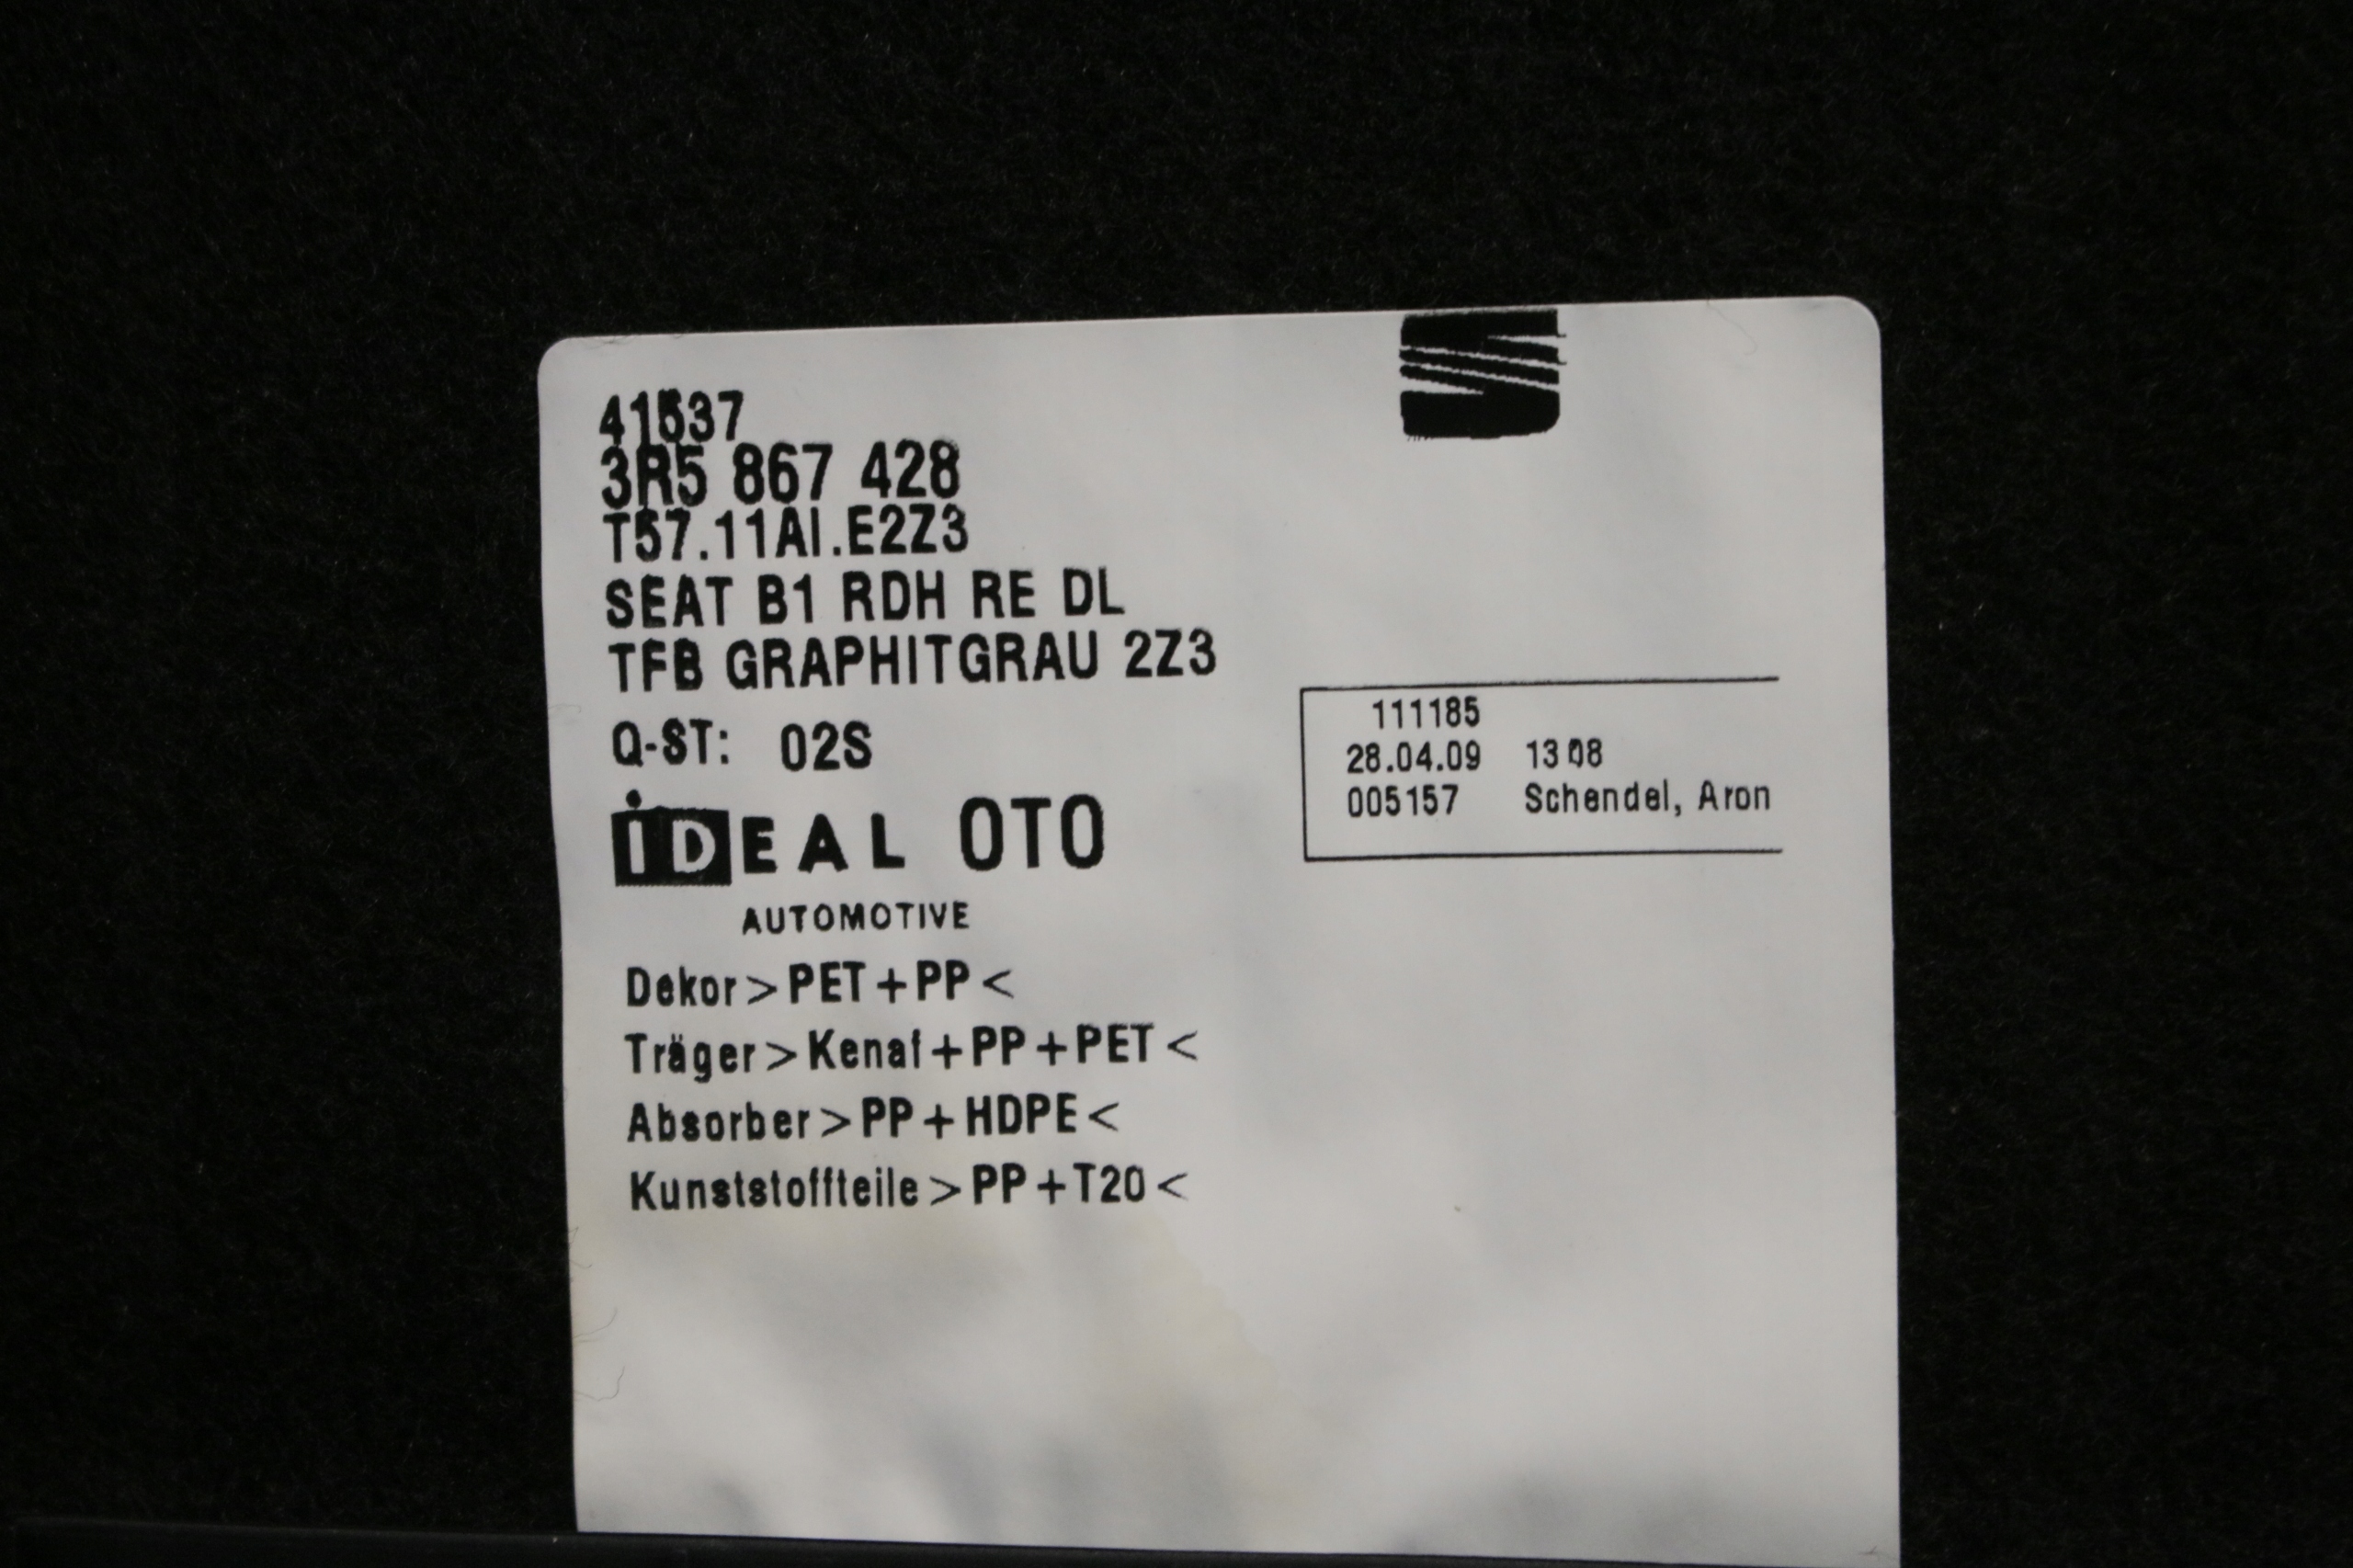 41537
3R5 867 428
T57.11AI.E2Z3
SEAT B1 RDH RE DL
TFB GRAPHITGRAU 2Z3
Q-ST: 02S
iDEAL OTO
AUTOMOTIVE
Dekor>PET+PP<
Träger>Kenaf+PP+PET<
Absorber>PP+HDPE<
Kunststoffteile>PP+T20<
111185
28.04.09 13 08
005157 Schendel, Aron